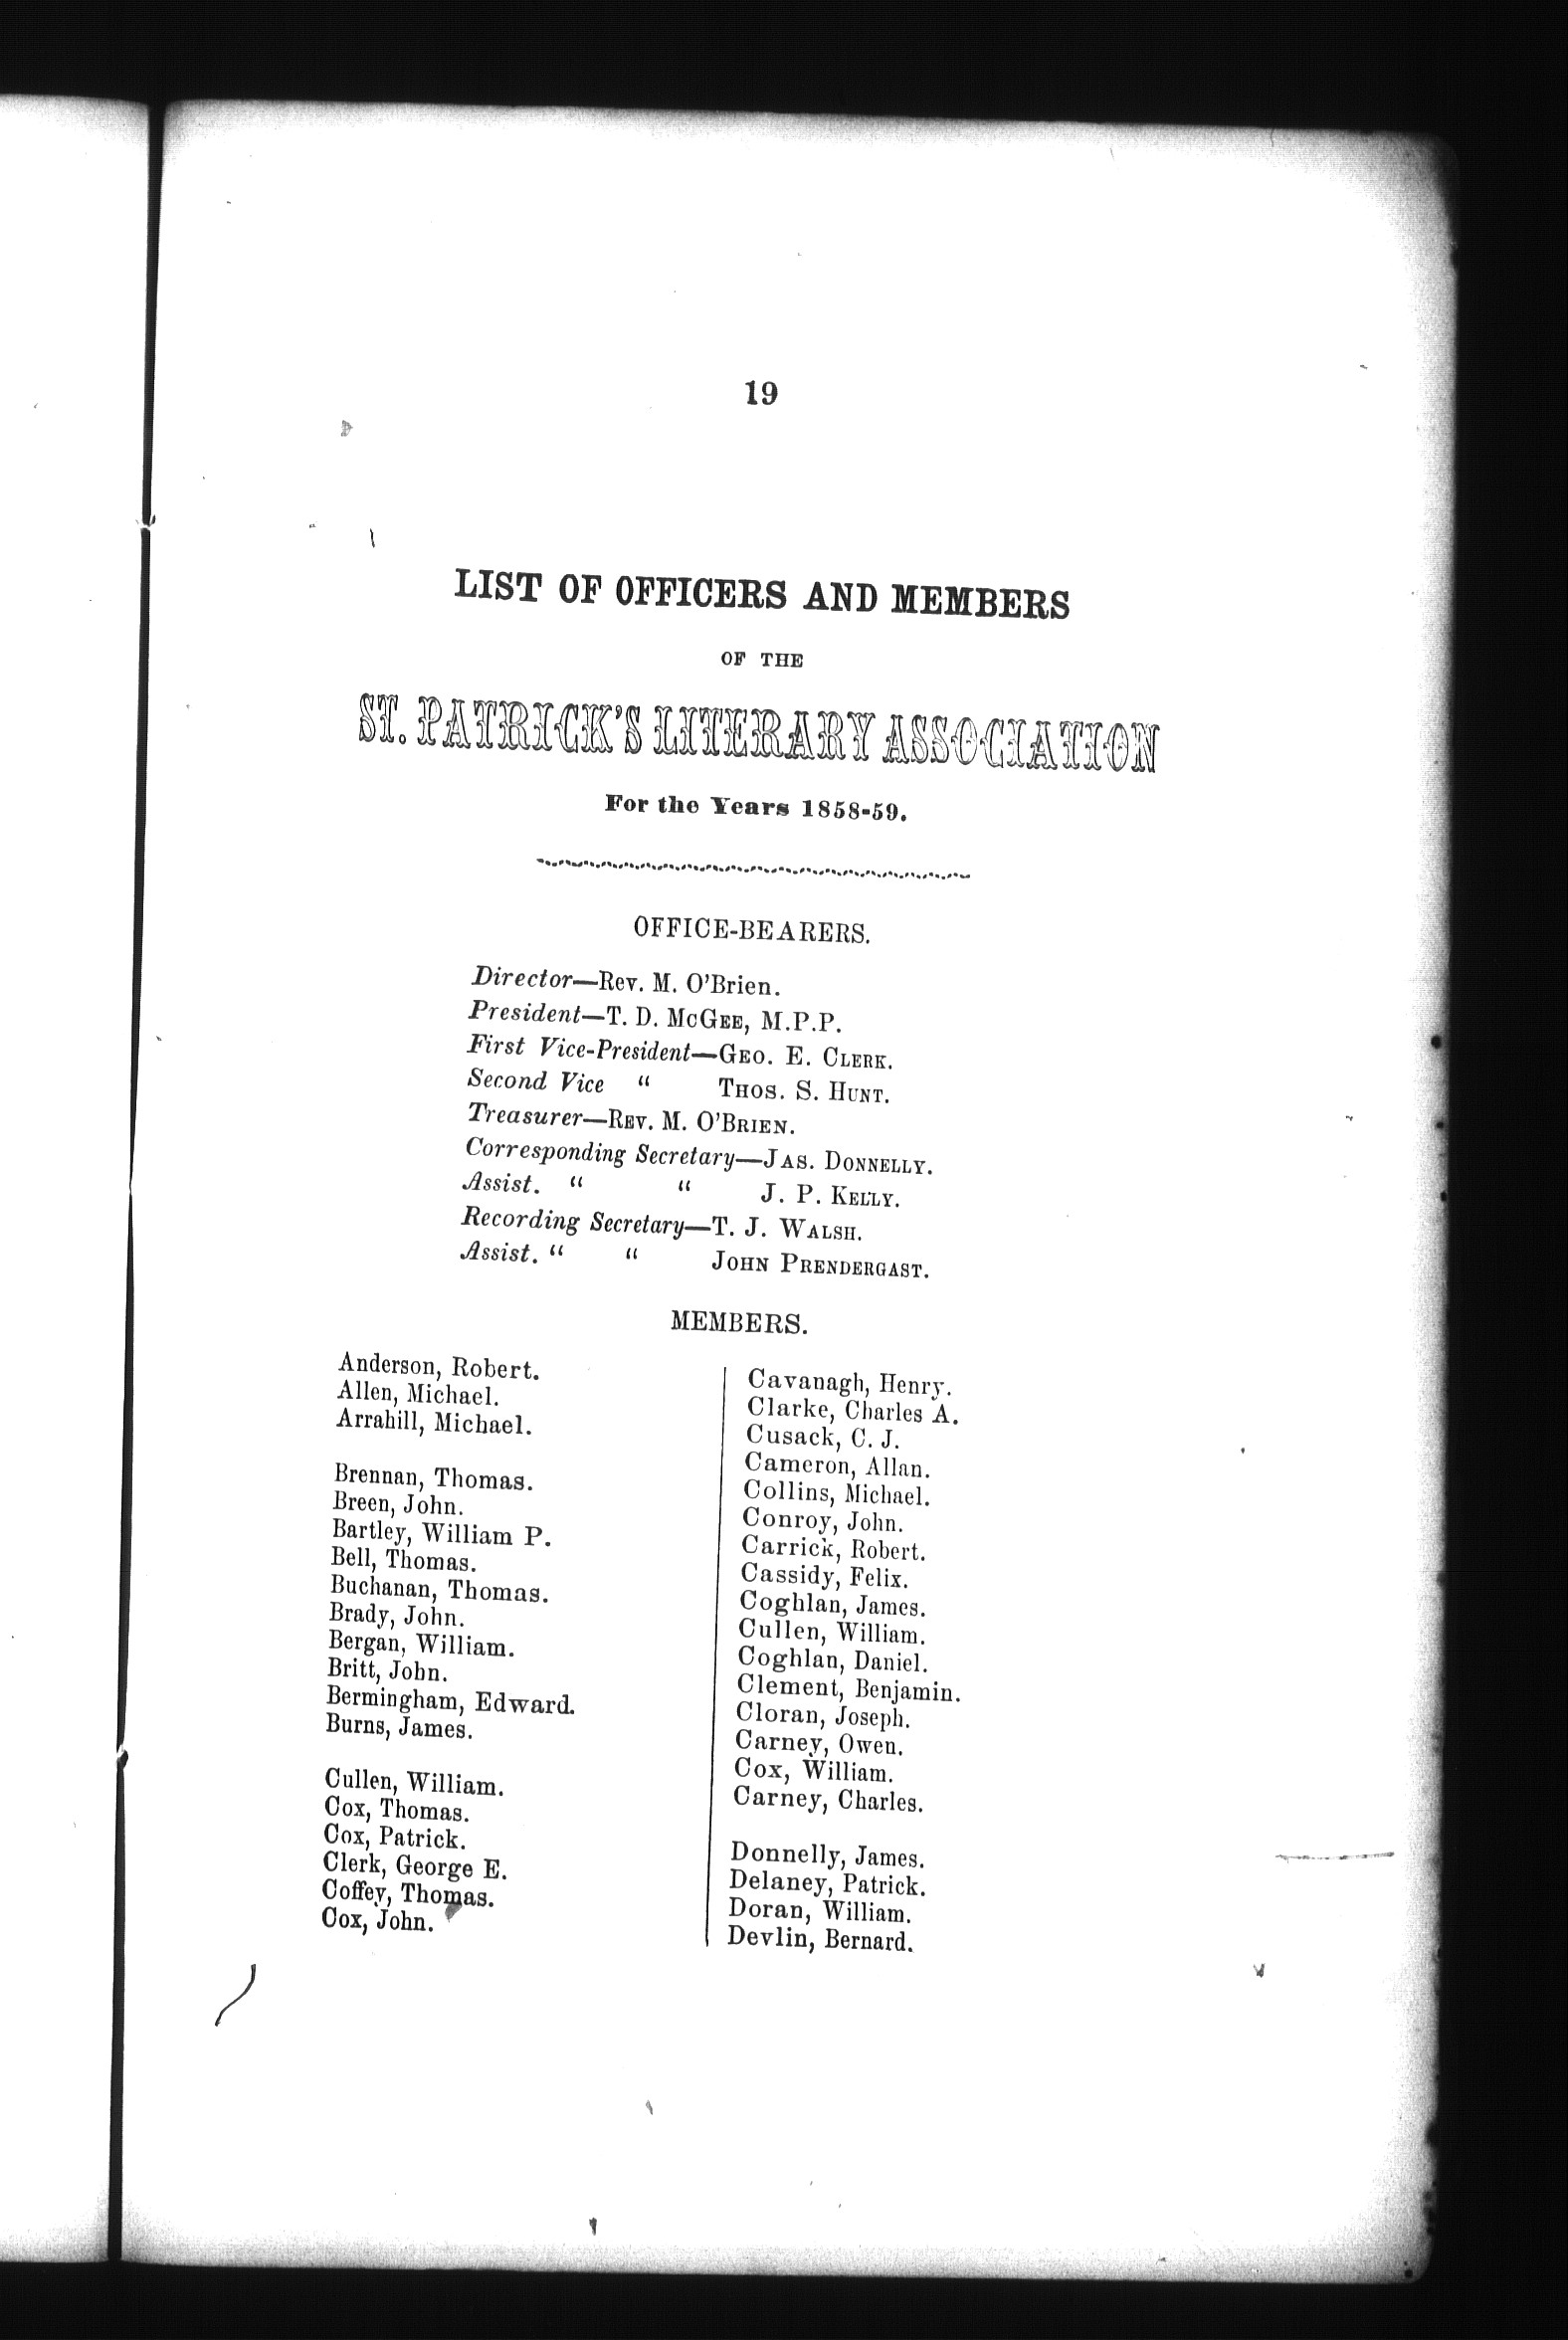 19
LIST OF OFFICERS AND MEMBERS
OF THE
ST. PATRICK'S LITERARY ASSOCIATION
For the Years 1858-59.
OFFICE-BEARERS.
Director—Rev. M. O'Brien.
President—T. D. McGee, M.P.P.
First Vice-President—Geo. E. Clerk.
Second Vice " Thos. S. Hunt.
Treasurer—Rev. M. O'Brien.
Corresponding Secretary—Jas. Donnelly.
Assist. " " J. P. Kelly.
Recording Secretary—T. J. Walsh.
Assist. " " John Prendergast.
MEMBERS.
Anderson, Robert.
Allen, Michael.
Arrahill, Michael.
Brennan, Thomas.
Breen, John.
Bartley, William P.
Bell, Thomas.
Buchanan, Thomas.
Brady, John.
Bergan, William.
Britt, John.
Bermingham, Edward.
Burns, James.
Cullen, William.
Cox, Thomas.
Cox, Patrick.
Clerk, George E.
Coffey, Thomas.
Cox, John.
Cavanagh, Henry.
Clarke, Charles A.
Cusack, C. J.
Cameron, Allan.
Collins, Michael.
Conroy, John.
Carrick, Robert.
Cassidy, Felix.
Coghlan, James.
Cullen, William.
Coghlan, Daniel.
Clement, Benjamin.
Cloran, Joseph.
Carney, Owen.
Cox, William.
Carney, Charles.
Donnelly, James.
Delaney, Patrick.
Doran, William.
Devlin, Bernard.